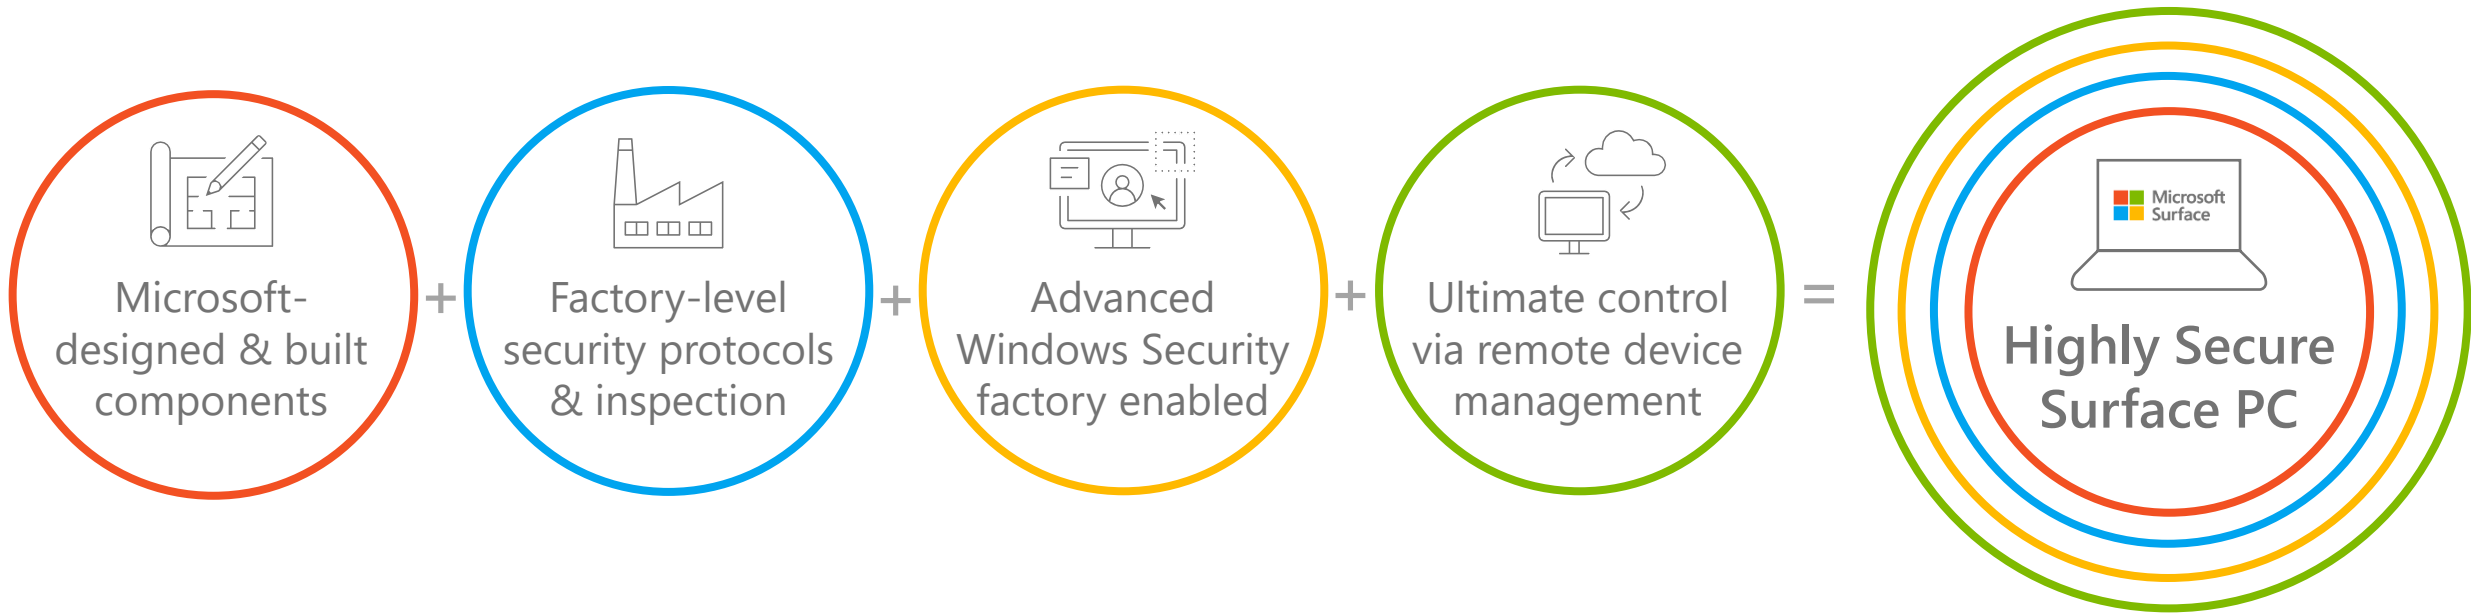 Microsoft-
designed & built
components
+
Factory-level
security protocols
& inspection
+
Advanced
Windows Security
factory enabled
+
Ultimate control
via remote device
management
=
Microsoft
Surface
Highly Secure
Surface PC